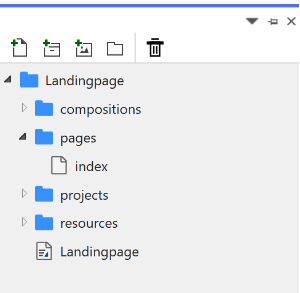 Landingpage
compositions
pages
index
projects
resources
Landingpage